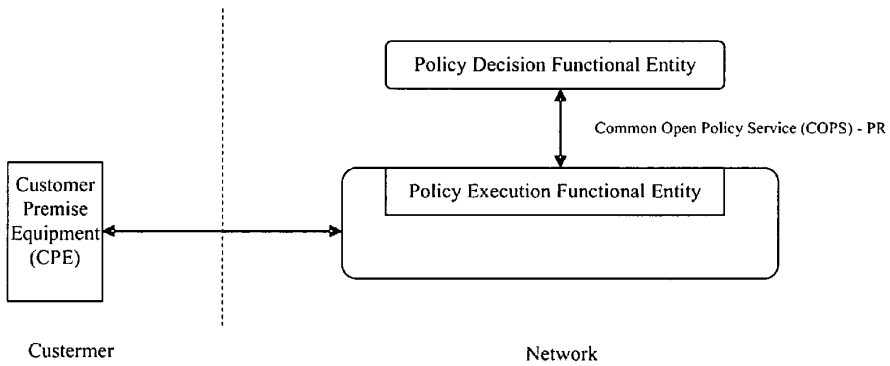 Policy Decision Functional Entity
Common Open Policy Service (COPS) - PR
Customer
Premise
Equipment
(CPE)
Policy Execution Functional Entity
Custermer
Network